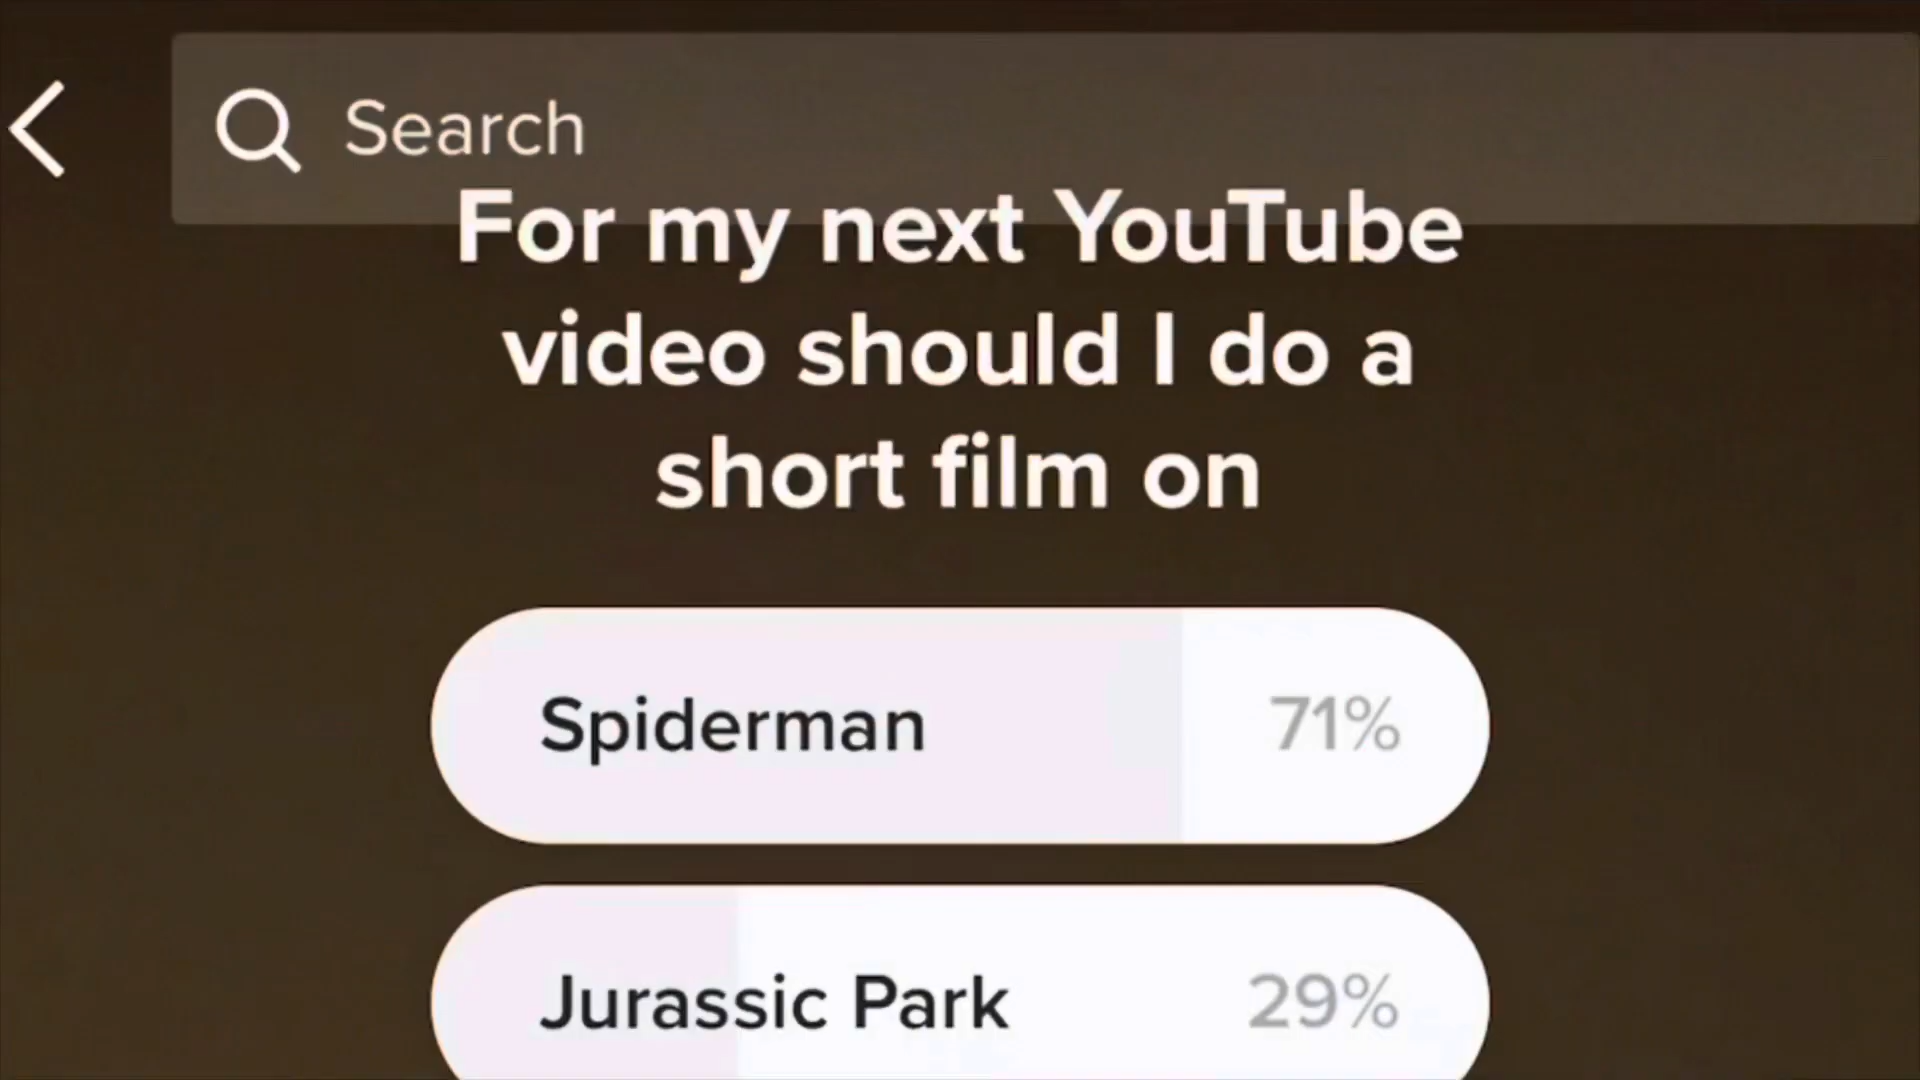 Search
For my next YouTube
video should I do a
short film on
Spiderman 71%
Jurassic Park 29%